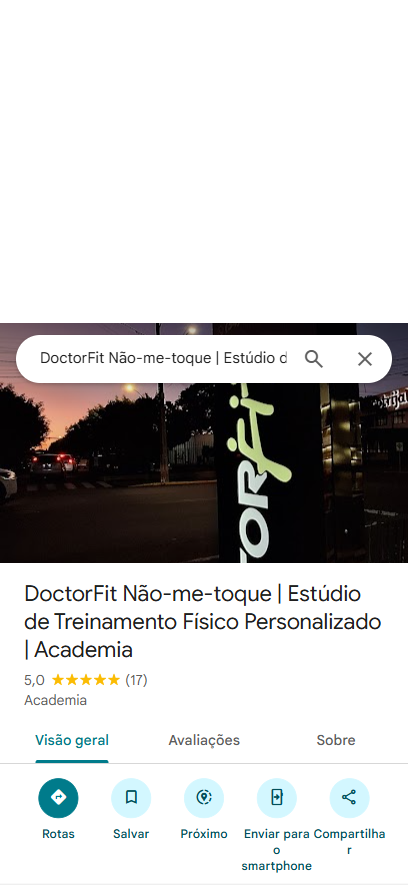 DoctorFit Não-me-toque | Estúdio d
TORFiT
DoctorFit Não-me-toque | Estúdio
de Treinamento Físico Personalizado
| Academia
5,0 ★★★★★ (17)
Academia
Visão geral
Avaliações
Sobre
Rotas
Salvar
Próximo
Enviar para
o
smartphone
Compartilha
r